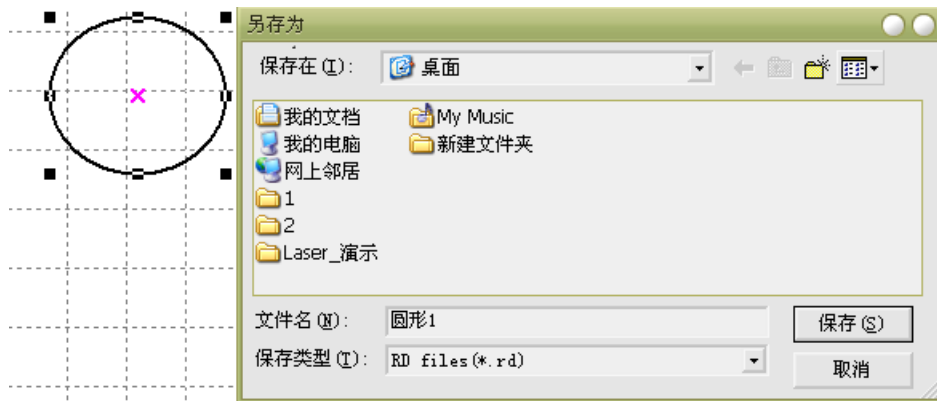 另存为
保存在(I): 桌面
我的文档 My Music
我的电脑 新建文件夹
网上邻居
1
2
Laser_演示
文件名(N): 圆形1 保存(S)
保存类型(T): RD files(*.rd) 取消